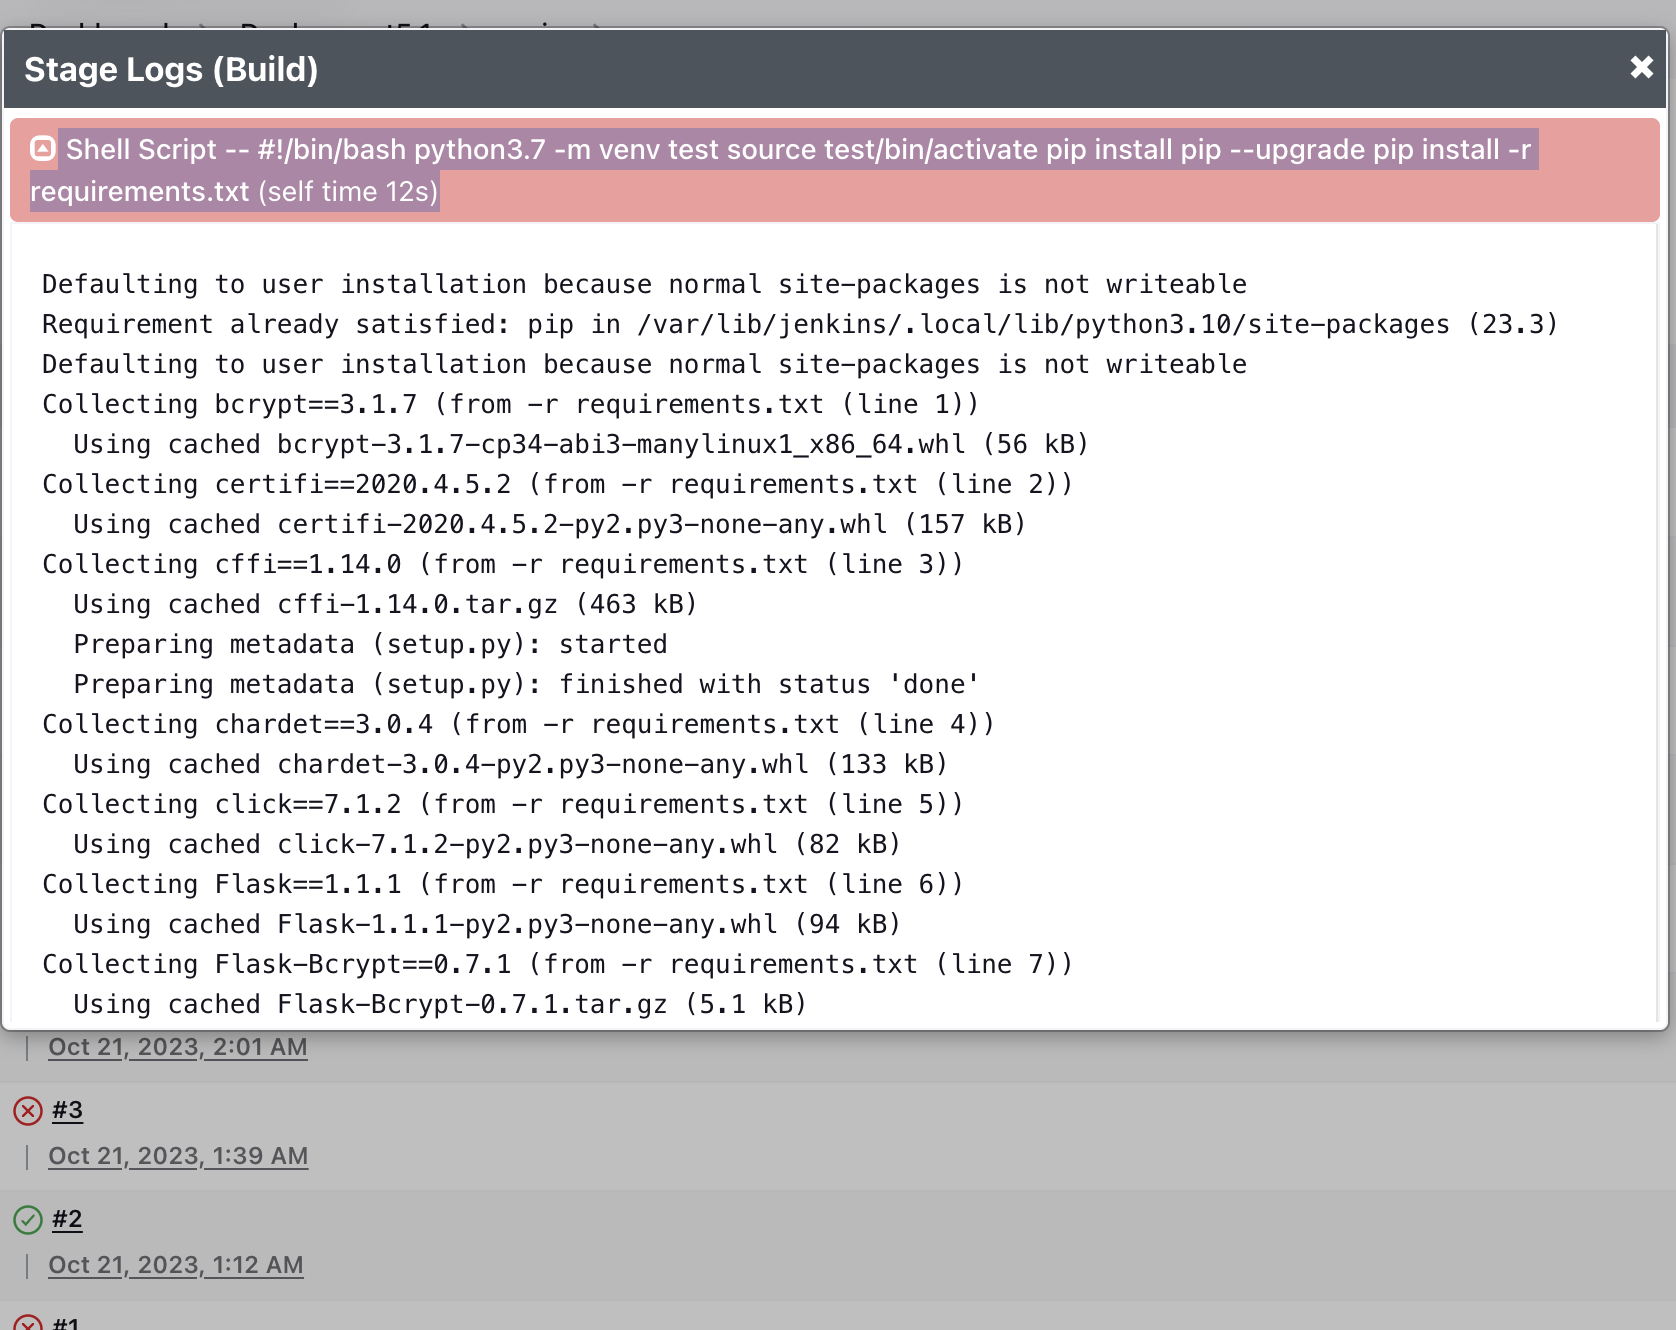 Stage Logs (Build)
Shell Script -- #!/bin/bash python3.7 -m venv test source test/bin/activate pip install pip --upgrade pip install -r
requirements.txt (self time 12s)
Defaulting to user installation because normal site-packages is not writeable
Requirement already satisfied: pip in /var/lib/jenkins/.local/lib/python3.10/site-packages (23.3)
Defaulting to user installation because normal site-packages is not writeable
Collecting bcrypt==3.1.7 (from -r requirements.txt (line 1))
  Using cached bcrypt-3.1.7-cp34-abi3-manylinux1_x86_64.whl (56 kB)
Collecting certifi==2020.4.5.2 (from -r requirements.txt (line 2))
  Using cached certifi-2020.4.5.2-py2.py3-none-any.whl (157 kB)
Collecting cffi==1.14.0 (from -r requirements.txt (line 3))
  Using cached cffi-1.14.0.tar.gz (463 kB)
  Preparing metadata (setup.py): started
  Preparing metadata (setup.py): finished with status 'done'
Collecting chardet==3.0.4 (from -r requirements.txt (line 4))
  Using cached chardet-3.0.4-py2.py3-none-any.whl (133 kB)
Collecting click==7.1.2 (from -r requirements.txt (line 5))
  Using cached click-7.1.2-py2.py3-none-any.whl (82 kB)
Collecting Flask==1.1.1 (from -r requirements.txt (line 6))
  Using cached Flask-1.1.1-py2.py3-none-any.whl (94 kB)
Collecting Flask-Bcrypt==0.7.1 (from -r requirements.txt (line 7))
  Using cached Flask-Bcrypt-0.7.1.tar.gz (5.1 kB)
Oct 21, 2023, 2:01 AM
#3
Oct 21, 2023, 1:39 AM
#2
Oct 21, 2023, 1:12 AM
#1